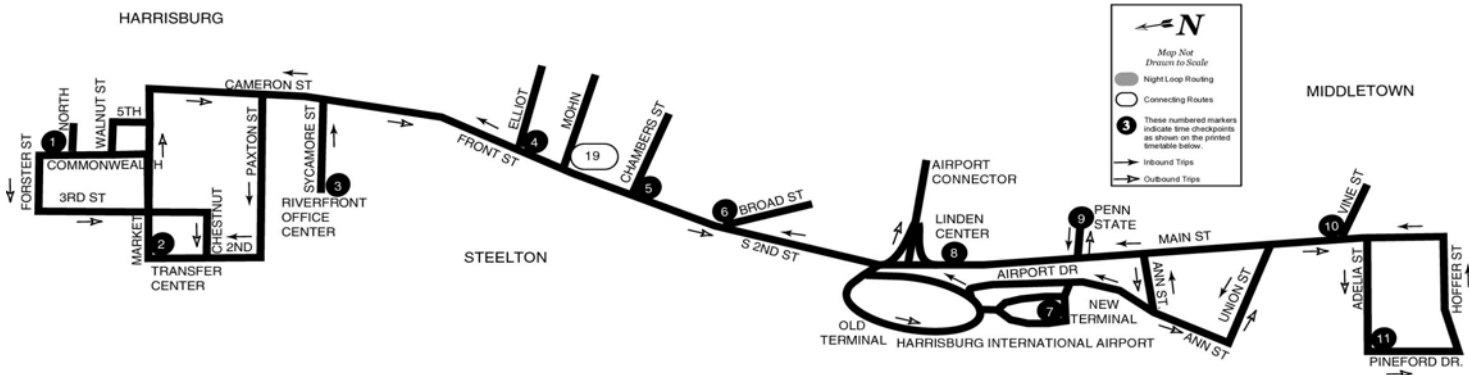 HARRISBURG
N
Map Not
Drawn to Scale
Night Loop Routing
Connecting Routes
3
These numbered markers
indicate time checkpoints
as shown on the printed
timetable below.
Inbound Trips
Outbound Trips
MIDDLETOWN
CAMERON ST
FORSTER ST
1
NORTH
WALNUT ST
5TH
COMMONWEALTH
3RD ST
MARKET
2
CHESTNUT
2ND
TRANSFER
CENTER
PAXTON ST
SYCAMORE ST
3
RIVERFRONT
OFFICE
CENTER
FRONT ST
ELLIOT
4
MOHN
19
CHAMBERS ST
5
STEELTON
6
BROAD ST
S 2ND ST
AIRPORT
CONNECTOR
LINDEN
CENTER
8
9
PENN
STATE
MAIN ST
AIRPORT DR
OLD
TERMINAL
7
NEW
TERMINAL
HARRISBURG INTERNATIONAL AIRPORT
ANN ST.
ANN ST
UNION ST
10
VINE ST
ADELIA ST
HOFFER ST
11
PINEFORD DR.